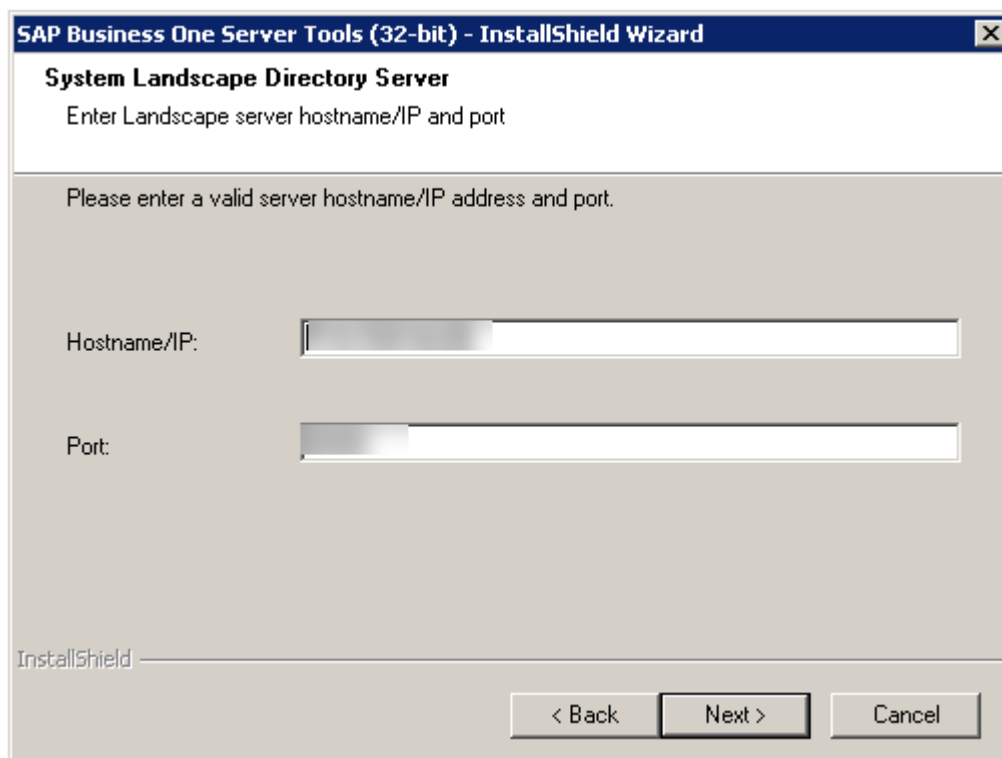 SAP Business One Server Tools (32-bit) - InstallShield Wizard
System Landscape Directory Server
Enter Landscape server hostname/IP and port
Please enter a valid server hostname/IP address and port.
Hostname/IP:
Port:
InstallShield
< Back Next > Cancel